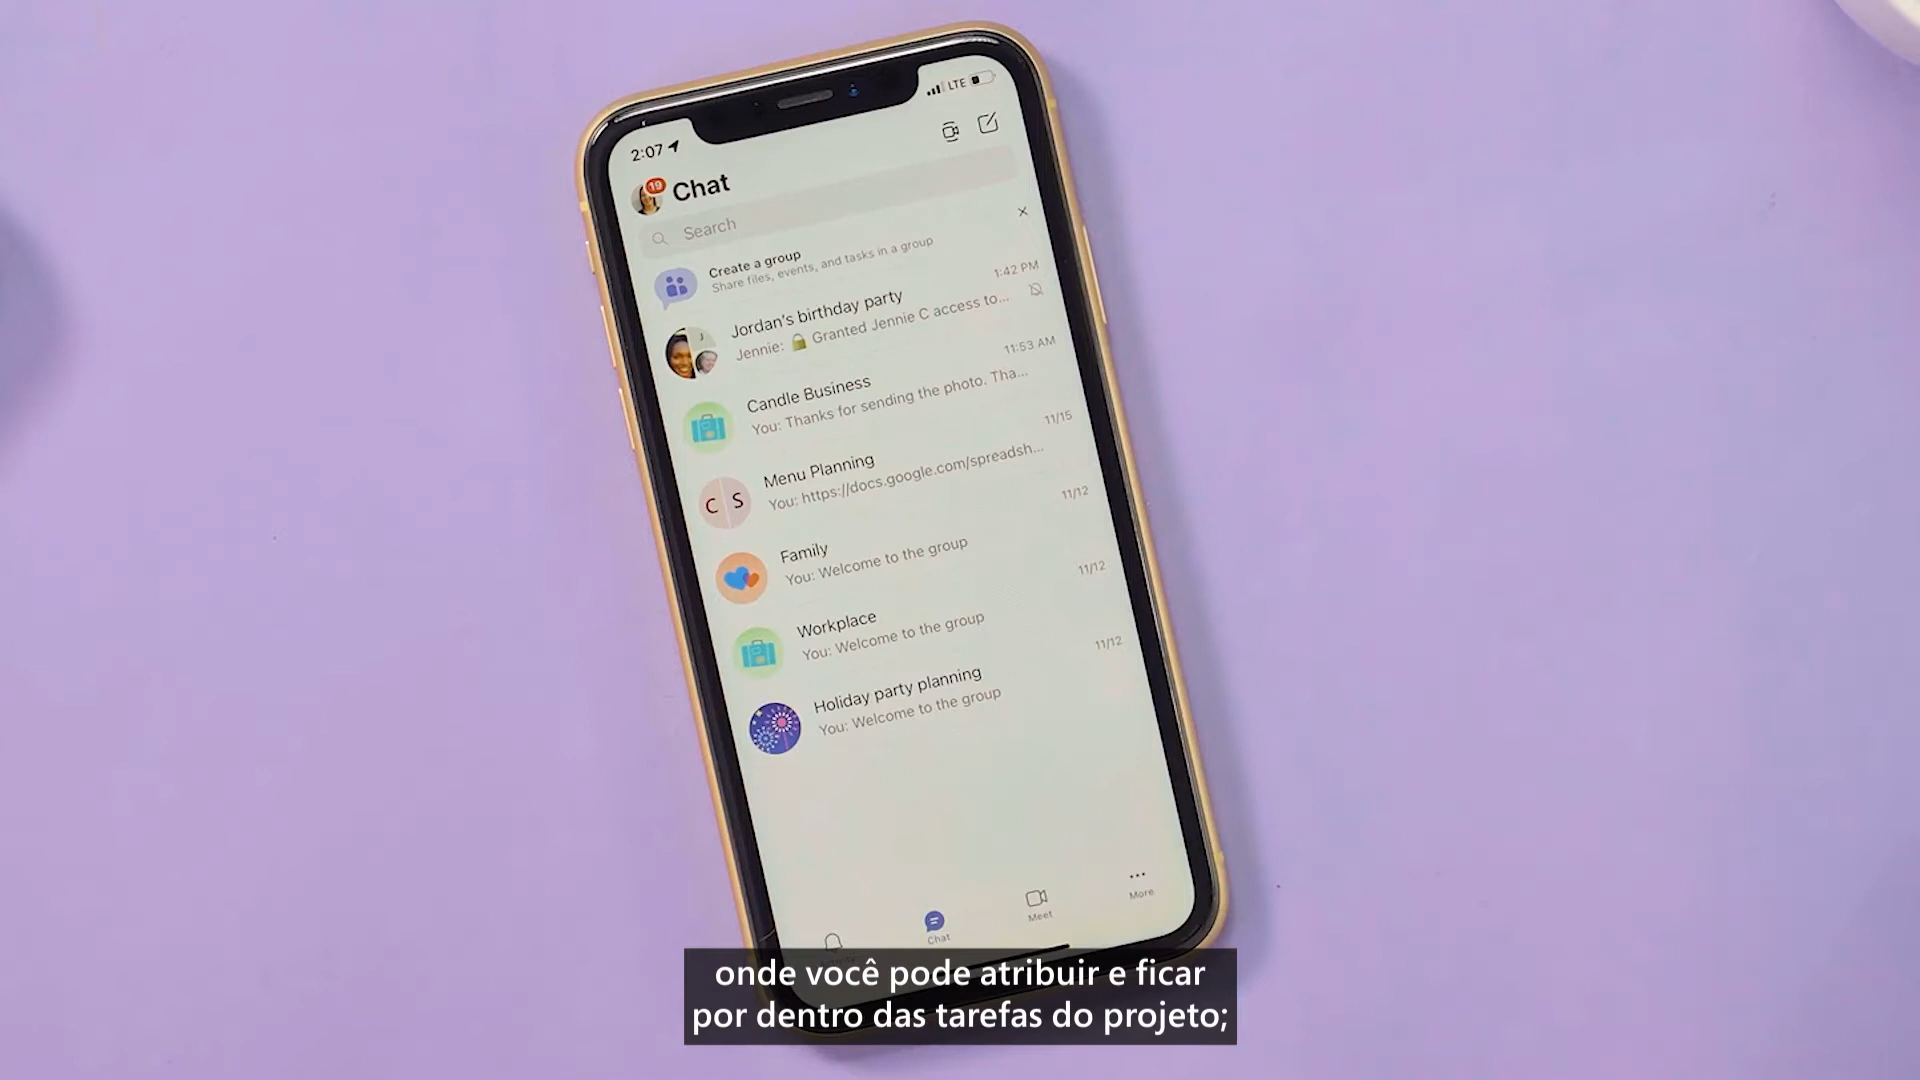 2:07
LTE
19
Chat
Search
Create a group
Share files, events, and tasks in a group
Jordan's birthday party
1:42 PM
Jennie: 🔒 Granted Jennie C access to...
J
Candle Business
11:53 AM
You: Thanks for sending the photo. Tha...
C S
Menu Planning
11/15
You: https://docs.google.com/spreadsh...
Family
11/12
You: Welcome to the group
Workplace
11/12
You: Welcome to the group
Holiday party planning
11/12
You: Welcome to the group
Chat
Meet
More
onde você pode atribuir e ficar
por dentro das tarefas do projeto;